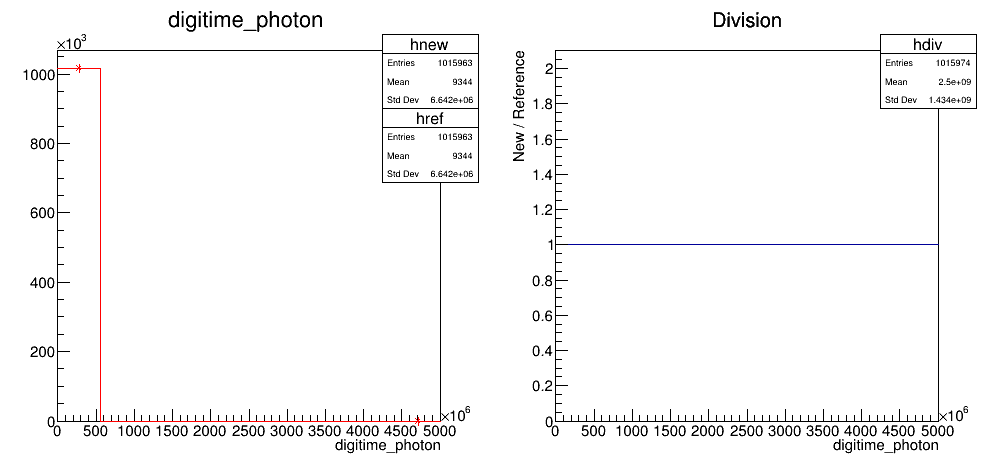 digitime_photon
×10³
hnew
Entries 1015963
Mean 9344
Std Dev 6.642e+06
href
Entries 1015963
Mean 9344
Std Dev 6.642e+06
1000
800
600
400
200
0
0 500 1000 1500 2000 2500 3000 3500 4000 4500 5000
×10⁶
digitime_photon
Division
hdiv
Entries 1015974
Mean 2.5e+09
Std Dev 1.434e+09
New / Reference
2
1.8
1.6
1.4
1.2
1
0.8
0.6
0.4
0.2
0
0 500 1000 1500 2000 2500 3000 3500 4000 4500 5000
×10⁶
digitime_photon